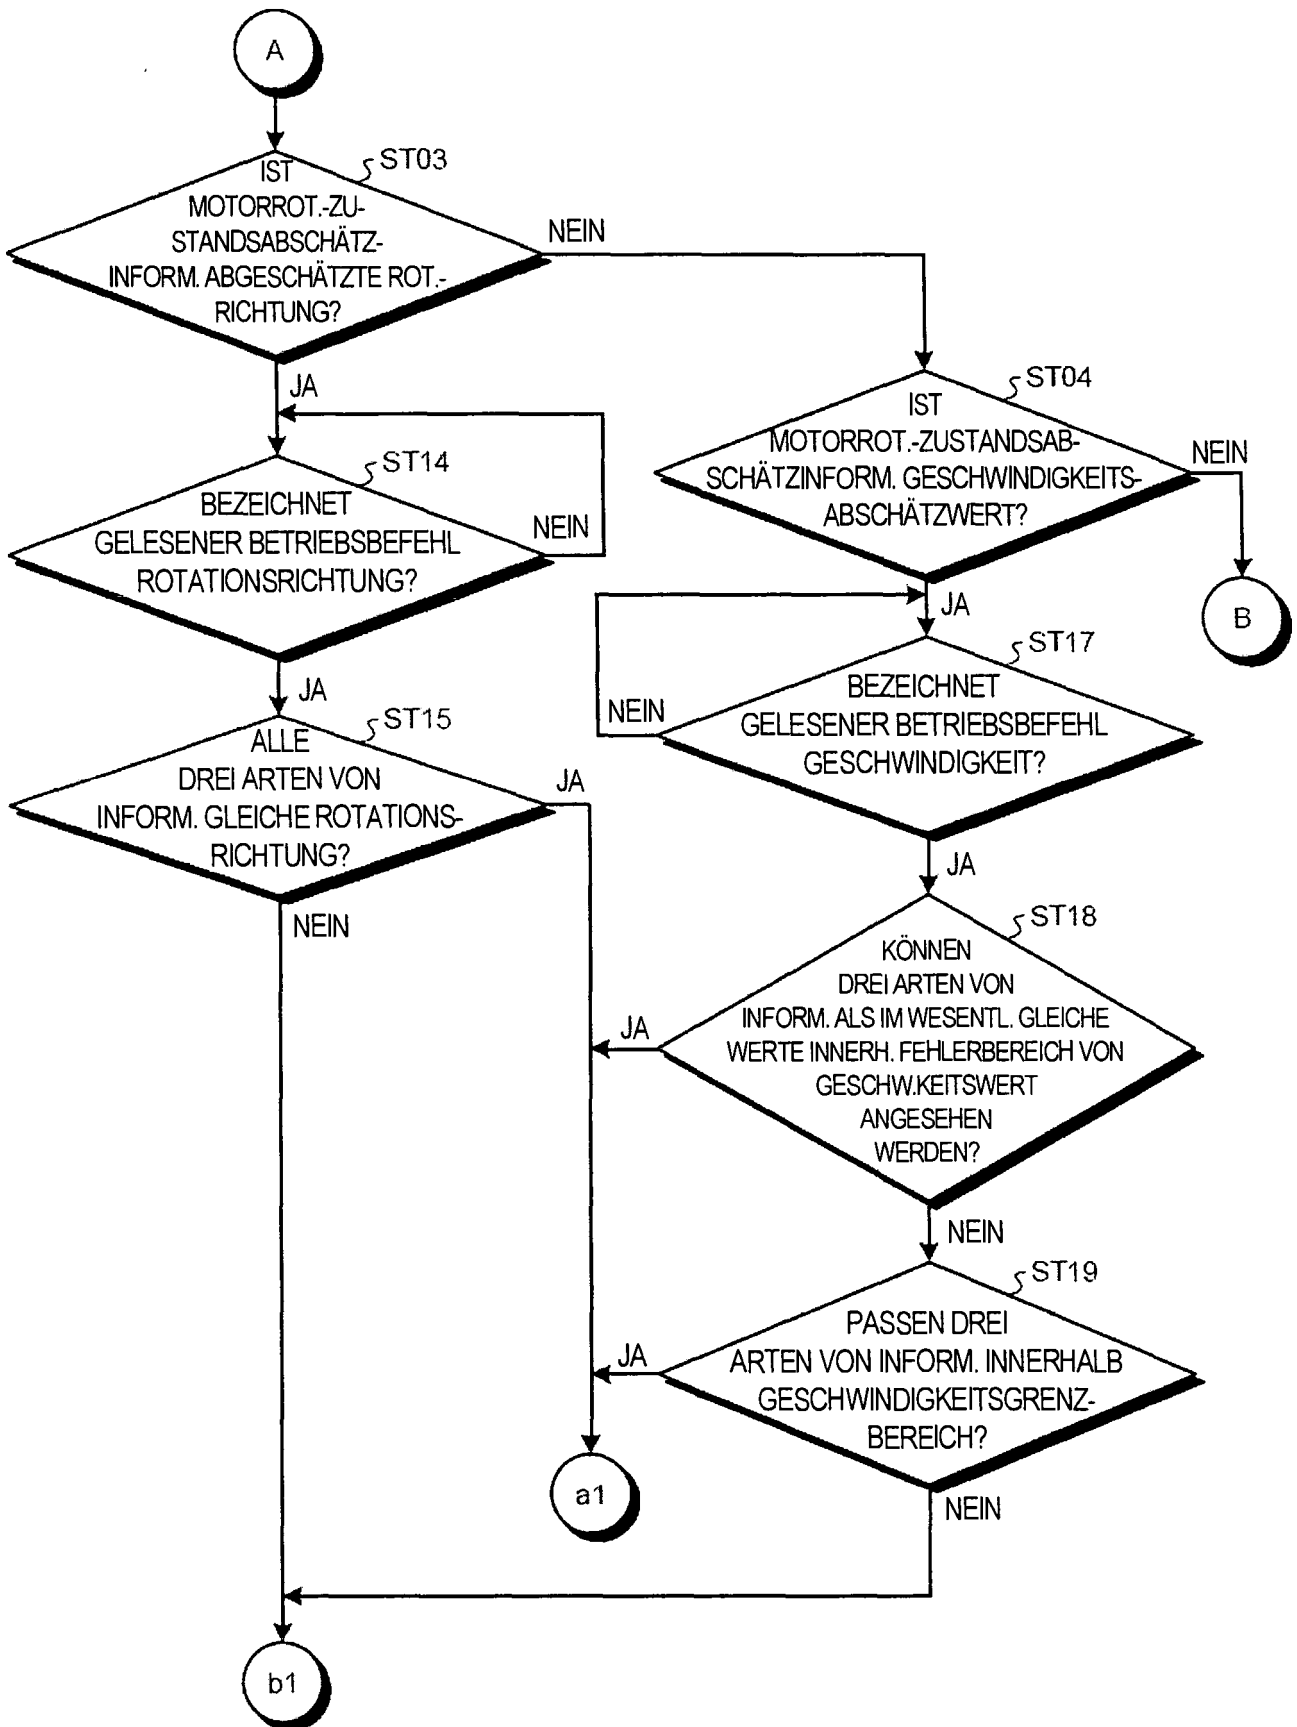 A
ST03
IST
MOTORROT.-ZU-
STANDSABSCHÄTZ-
INFORM. ABGESCHÄTZTE ROT.-
RICHTUNG?
NEIN
JA
ST04
IST
MOTORROT.-ZUSTANDSAB-
SCHÄTZINFORM. GESCHWINDIGKEITS-
ABSCHÄTZWERT?
NEIN
B
JA
ST14
BEZEICHNET
GELESENER BETRIEBSBEFEHL
ROTATIONSRICHTUNG?
NEIN
JA
ST17
BEZEICHNET
GELESENER BETRIEBSBEFEHL
GESCHWINDIGKEIT?
NEIN
JA
ST15
ALLE
DREI ARTEN VON
INFORM. GLEICHE ROTATIONS-
RICHTUNG?
JA
NEIN
ST18
KÖNNEN
DREI ARTEN VON
INFORM. ALS IM WESENTL. GLEICHE
WERTE INNERH. FEHLERBEREICH VON
GESCHW.KEITSWERT
ANGESEHEN
WERDEN?
JA
NEIN
ST19
PASSEN DREI
ARTEN VON INFORM. INNERHALB
GESCHWINDIGKEITSGRENZ-
BEREICH?
JA
NEIN
a1
b1